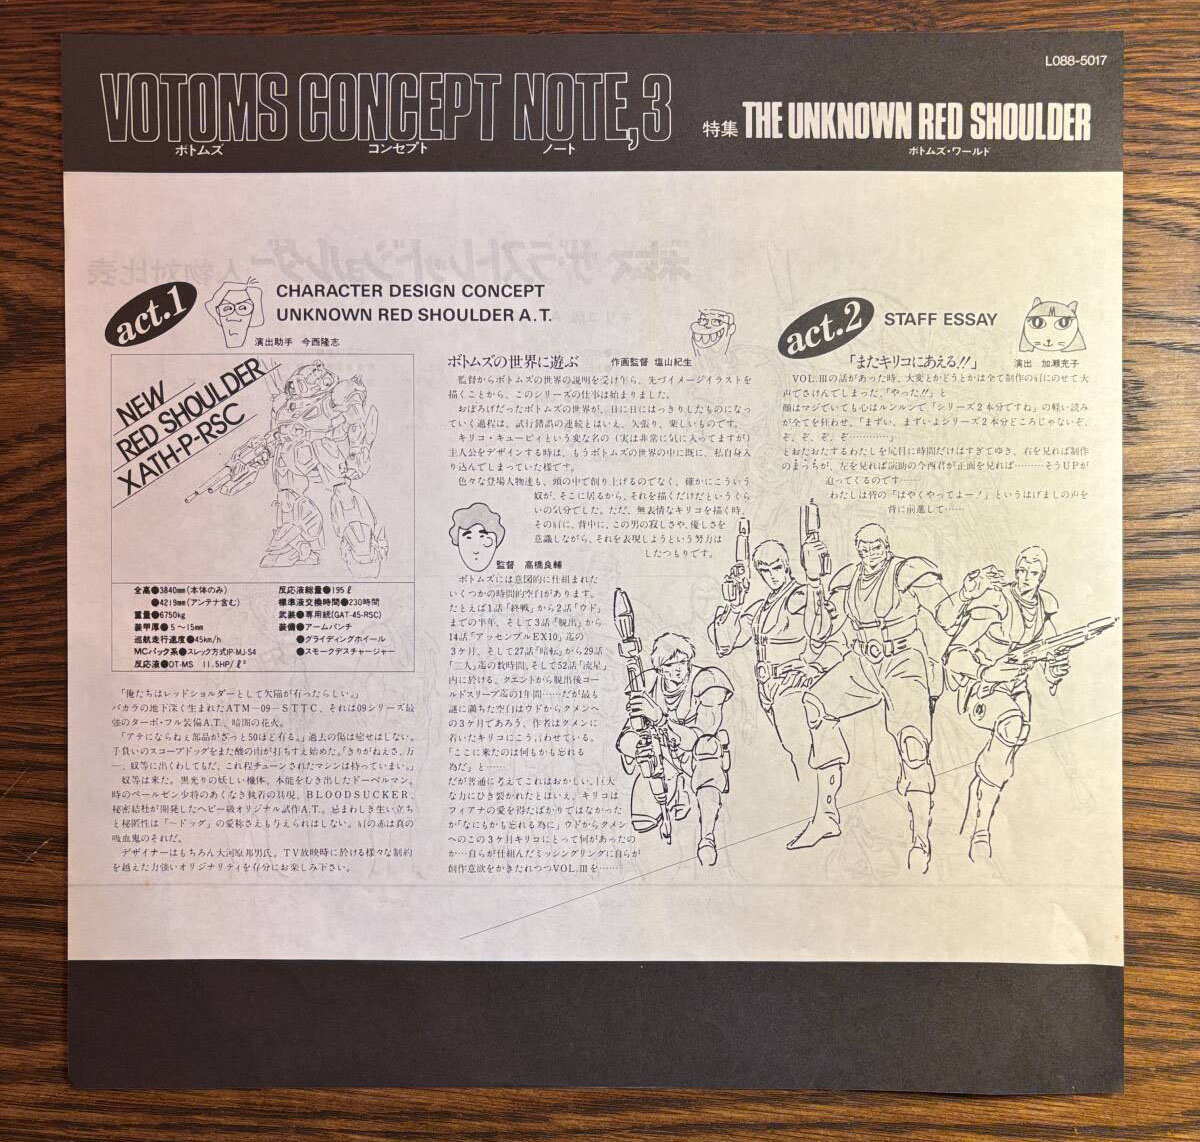 L088-5017
VOTOMS CONCEPT NOTE,3
ボトムズ コンセプト ノート
特集 THE UNKNOWN RED SHOULDER
ボトムズ・ワールド
act.1
CHARACTER DESIGN CONCEPT
UNKNOWN RED SHOULDER A.T.
演出助手 今西隆志
NEW
RED SHOULDER
XATH-P-RSC
全高●3840mm(本体のみ)
●4219mm(アンテナ含む)
重量●6750kg
装甲厚●5〜15mm
巡航走行速度●45km/h
MCパック系●スレック方式IP-MJ-S4
反応液●DT-MS 11.5HP/ℓ²
反応液総量●195ℓ
標準液交換時間●230時間
武装●専用銃(GAT-45-RSC)
装備●アームパンチ
●グライディングホイール
●スモークデスチャージャー
「俺たちはレッドショルダーとして欠陥が有ったらしい。」
バカラの地下深く生まれたATM—09—STTC、それは09シリーズ最
強のターボ・フル装備A.T.、暗闇の花火。
「アテにならねぇ部品がざっと50ほど有る。」過去の傷は癒せはしない。
手負いのスコープドッグをまた酸の雨が打ちすえ始めた。「きりがねえさ、万
一、奴等に出くわしてもだ、これ程チューンされたマシンは持っていまい。」
奴等は来た。黒光りの妖しい機体、本能をむき出したドーベルマン。
時のペールゼン少将のあくなき執着の具現、BLOODSUCKER、
秘密結社が開発したヘビー級オリジナル試作A.T.。忌まわしき生い立ち
と秘匿性は「〜ドッグ」の愛称さえも与えられはしない。肩の赤は真の
吸血鬼のそれだ。
デザイナーはもちろん大河原邦男氏。TV放映時に於ける様々な制約
を越えた力強いオリジナリティを存分にお楽しみ下さい。
ボトムズの世界に遊ぶ 作画監督 塩山紀生
監督からボトムズの世界の説明を受け乍ら、先づイメージイラストを
描くことから、このシリーズの仕事は始まりました。
おぼろげだったボトムズの世界が、日に日にはっきりしたものになっ
ていく過程は、試行錯誤の連続とはいえ、矢張り、楽しいものです。
キリコ・キュービィという変な名の（実は非常に気に入ってますが）
主人公をデザインする時は、もうボトムズの世界の中に既に、私自身入
り込んでしまっていた様です。
色々な登場人物達も、頭の中で創り上げるのでなく、確かにこういう
奴が、そこに居るから、それを描くだけだというくら
いの気分でした。ただ、無表情なキリコを描く時、
その肩に、背中に、この男の寂しさや、優しさを
意識しながら、それを表現しようという努力は
したつもりです。
監督 高橋良輔
ボトムズには意図的に仕組まれた
いくつかの時間的空白があります。
たとえば1話「終戦」から2話「ウド」
までの半年、そして3話「脱出」から
14話「アッセンブルEX10」迄の
3ヶ月、そして27話「暗転」から29話
「二人」迄の数時間、そして52話「流星」
内に於ける、クエントから脱出後コー
ルドスリープ迄の1年間……だが最も
謎に満ちた空白はウドからクメンへ
の3ヶ月であろう。作者はクメンに
着いたキリコにこう言わせている。
「ここに来たのは何もかも忘れる
為だ」と……
だが普通に考えてこれはおかしい、巨大
な力にひき裂かれたとはいえ、キリコは
フィアナの愛を得たばかりではなかった
か「なにもかも忘れる為に」ウドからクメン
へのこの3ヶ月キリコにとって何があったの
か…自らが仕組んだミッシングリングに自らが
創作意欲をかきたれつつVOL.Ⅲを……
act.2
STAFF ESSAY
「またキリコにあえる!!」 演出 加瀬充子
VOL.Ⅲの話があった時、大変とかどうとかは全て制作の肩にのせて大
声でさけんでしまった、「やった!!」と
顔はマジでいても心はルンルンで「シリーズ2本分ですね」の軽い読み
が全てを狂わせ、「まずい、まずいよシリーズ2本分どころじゃないぞ、
ぞ、ぞ、ぞ、ぞ…………」
とおたおたするわたしを尻目に時間だけはすぎてゆき、右を見れば制作
のまっちが、左を見れば演助の今西君が正面を見れば………そうUPが
迫ってくるのです……
わたしは皆の「はやくやってよー！」というはげましの声を
背に前進して……